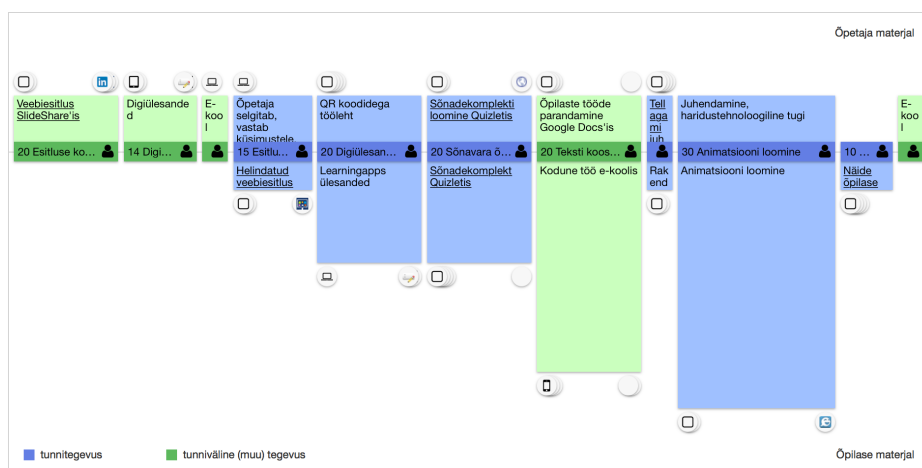 Õpetaja materjal
Veebiesitlus
SlideShare'is
Digiülesande
d
E-
koo
l
Õpetaja
selgitab,
vastab
küsimustele
QR koodidega
tööleht
Sõnadekomplekti
loomine Quizletis
Õpilaste tööde
parandamine
Google Docs'is
Tell
aga
mi
juh
Juhendamine,
haridustehnoloogiline tugi
E-
koo
l
20 Esitluse ko...
14 Digi...
15 Esitlu...
20 Digiülesan...
20 Sõnavara õ...
20 Teksti koos...
30 Animatsiooni loomine
10 ...
Helindatud
veebiesitlus
Learningapps
ülesanded
Sõnadekomplekt
Quizletis
Kodune töö e-koolis
Rak
end
Animatsiooni loomine
Näide
õpilase
tunnitegevus
tunniväline (muu) tegevus
Õpilase materjal